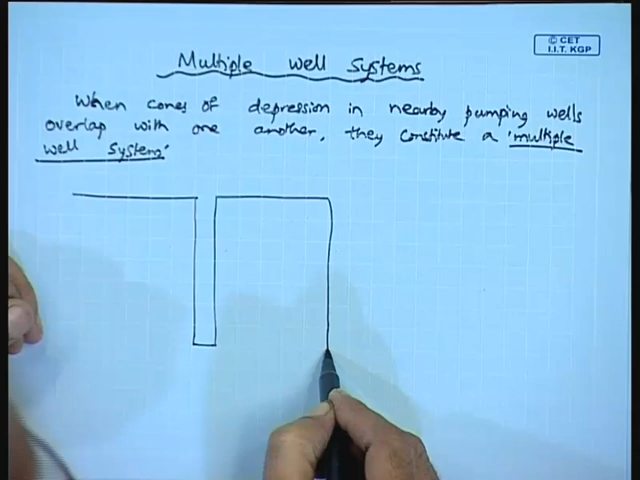 © CET
I.I.T. KGP
Multiple well Systems
When cones of depression in nearby pumping wells
overlap with one another, they constitute a 'multiple
well system'